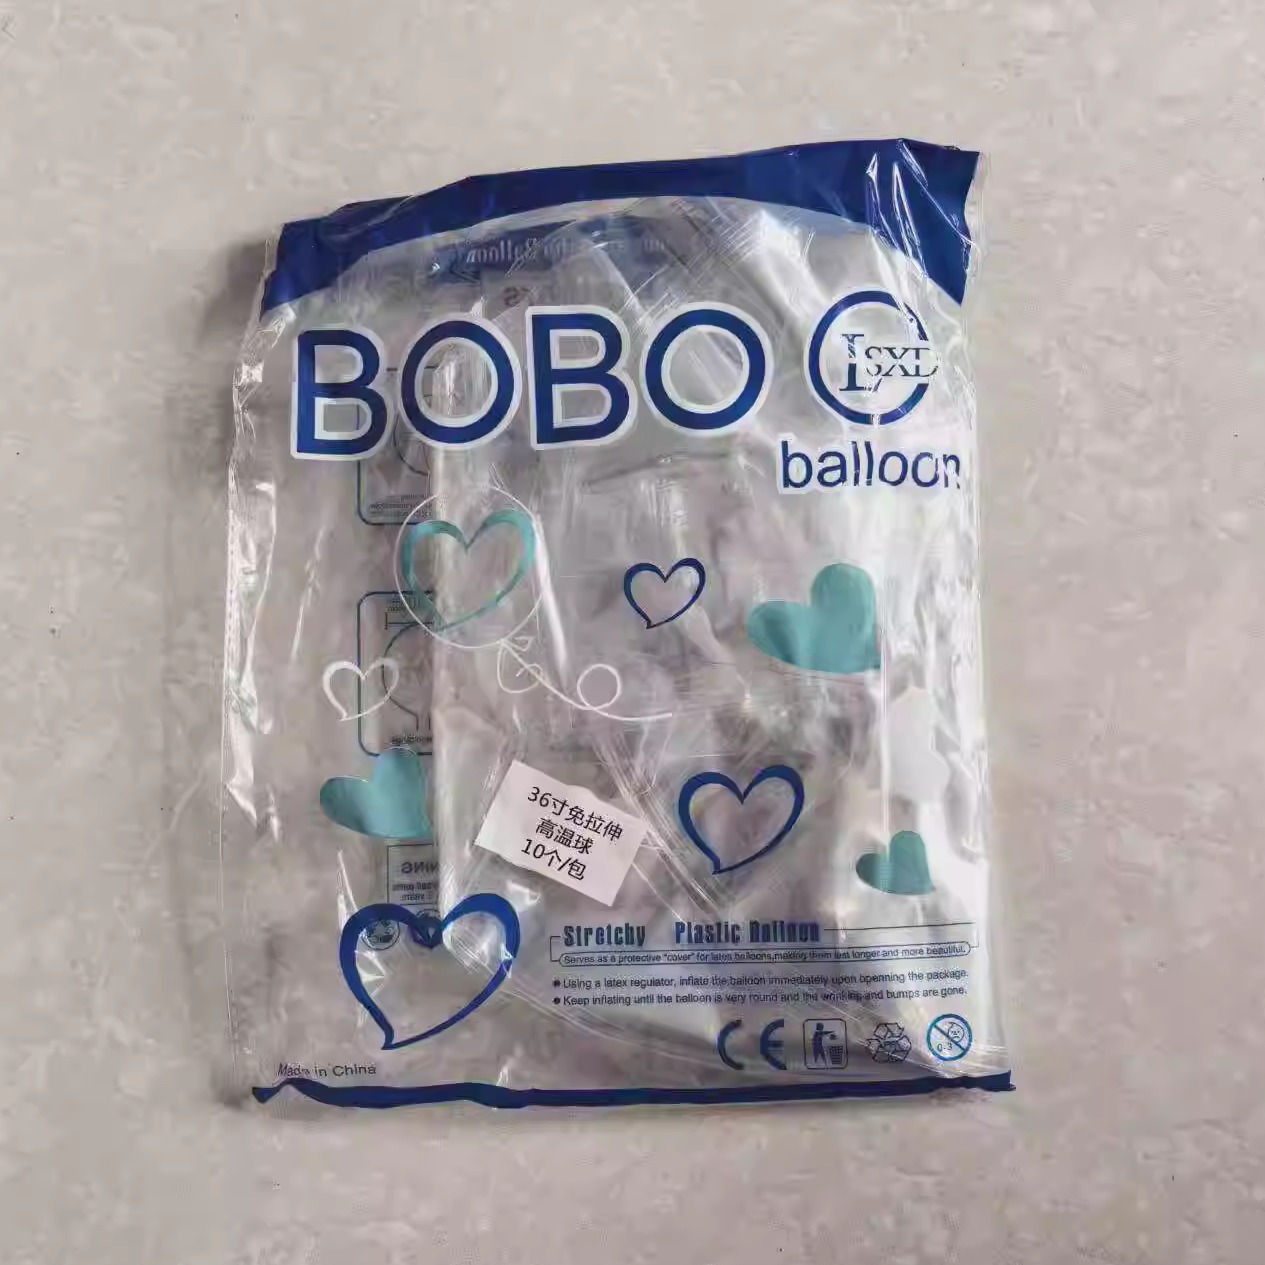 BOBO
LSXD
balloon
36寸免拉伸
高温球
10个/包
Stretchy Plastic Balloon
Serves as a protective "cover" for latex balloons,making them last longer and more beautiful.
Using a latex regulator, inflate the balloon immediately upon openning the package.
Keep inflating until the balloon is very round and the wrinkles and bumps are gone.
CE
0-3
Made in China